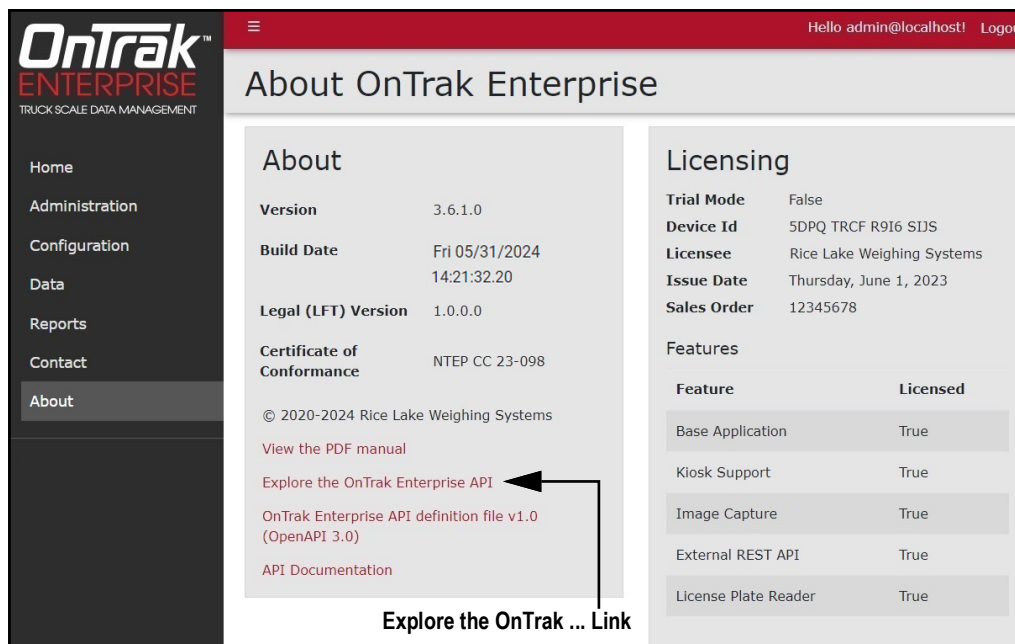 OnTrak™
ENTERPRISE
TRUCK SCALE DATA MANAGEMENT
Home
Administration
Configuration
Data
Reports
Contact
About
Hello admin@localhost! Logou
About OnTrak Enterprise
About
Version 3.6.1.0
Build Date Fri 05/31/2024
14:21:32.20
Legal (LFT) Version 1.0.0.0
Certificate of
Conformance NTEP CC 23-098
© 2020-2024 Rice Lake Weighing Systems
View the PDF manual
Explore the OnTrak Enterprise API
OnTrak Enterprise API definition file v1.0
(OpenAPI 3.0)
API Documentation
Explore the OnTrak ... Link
Licensing
Trial Mode False
Device Id 5DPQ TRCF R9I6 SIJS
Licensee Rice Lake Weighing Systems
Issue Date Thursday, June 1, 2023
Sales Order 12345678
Features
Feature Licensed
Base Application True
Kiosk Support True
Image Capture True
External REST API True
License Plate Reader True